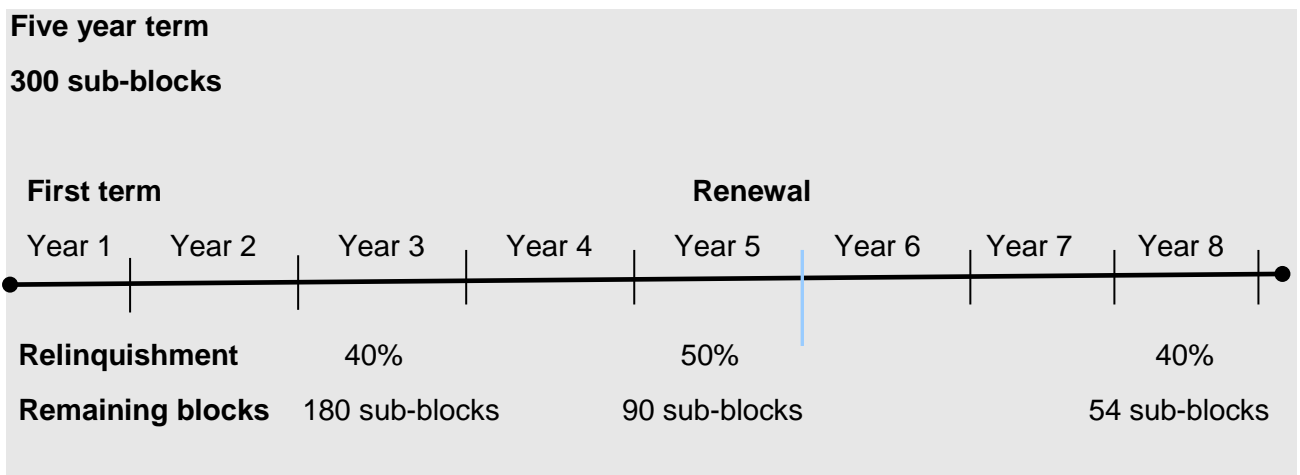 Five year term
300 sub-blocks
First term Renewal
Year 1 Year 2 Year 3 Year 4 Year 5 Year 6 Year 7 Year 8
Relinquishment 40% 50% 40%
Remaining blocks 180 sub-blocks 90 sub-blocks 54 sub-blocks